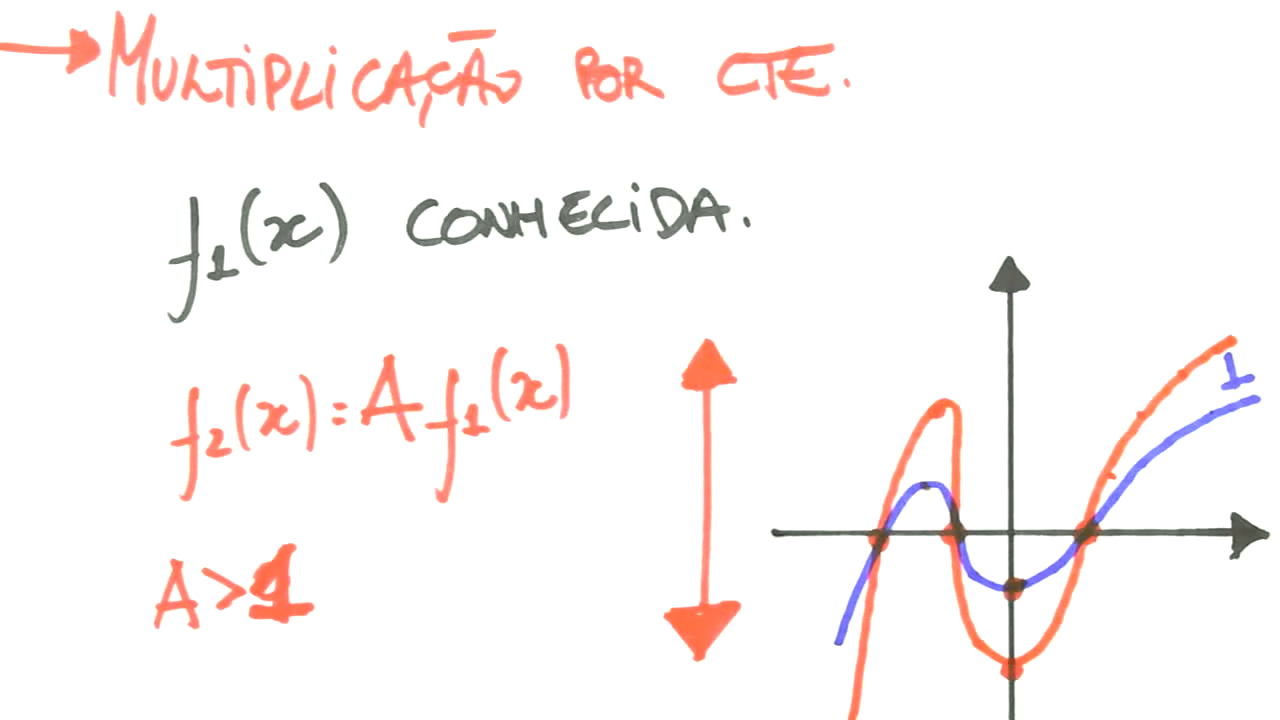 MULTIPLICAÇÃO POR CTE.
f₁(x) CONHECIDA.
f₂(x) = A f₁(x)
A > 1
1